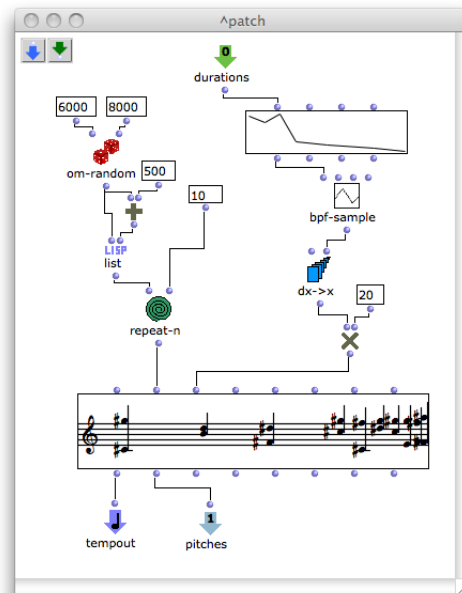 ^patch
0
durations
6000 8000
om-random
500
10
bpf-sample
LISP
list
dx->x
20
repeat-n
tempout
1
pitches